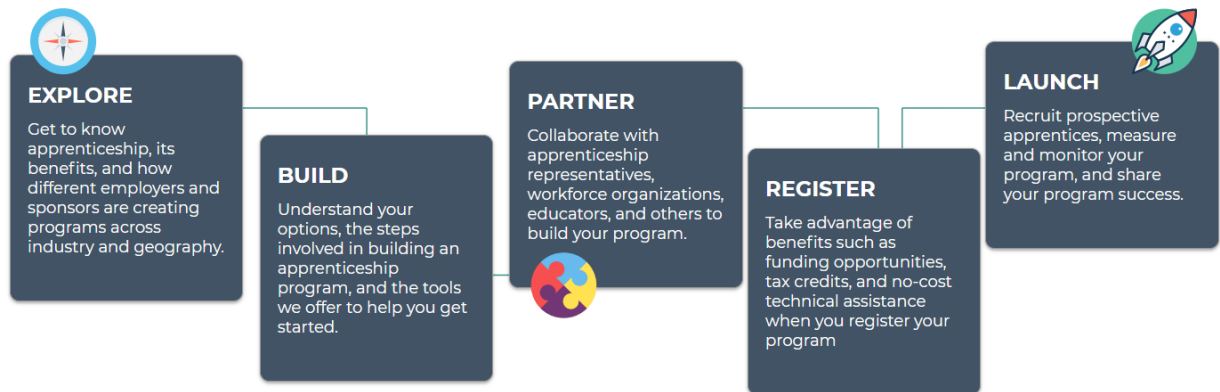 EXPLORE
Get to know
apprenticeship, its
benefits, and how
different employers and
sponsors are creating
programs across
industry and geography.
BUILD
Understand your
options, the steps
involved in building an
apprenticeship
program, and the tools
we offer to help you get
started.
PARTNER
Collaborate with
apprenticeship
representatives,
workforce organizations,
educators, and others to
build your program.
REGISTER
Take advantage of
benefits such as
funding opportunities,
tax credits, and no-cost
technical assistance
when you register your
program
LAUNCH
Recruit prospective
apprentices, measure
and monitor your
program, and share
your program success.